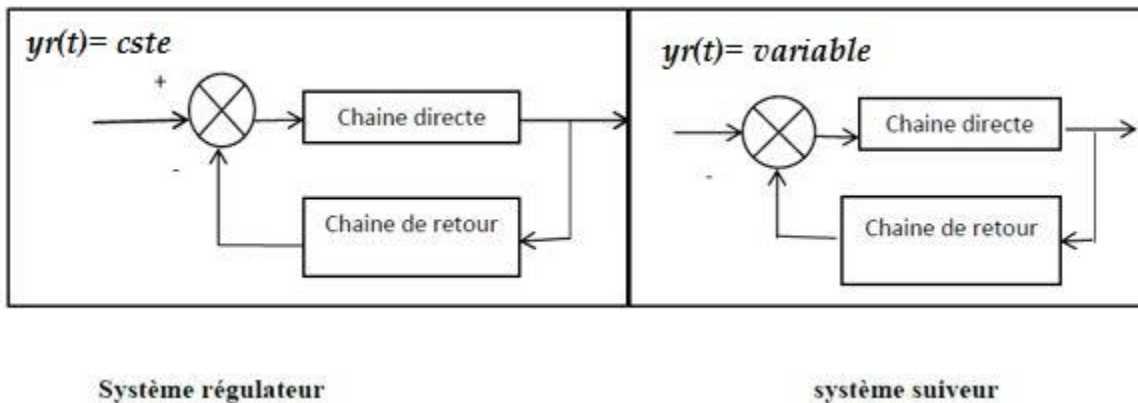 yr(t)= cste
+
Chaine directe
-
Chaine de retour
yr(t)= variable
Chaine directe
-
Chaine de retour
Système régulateur
système suiveur